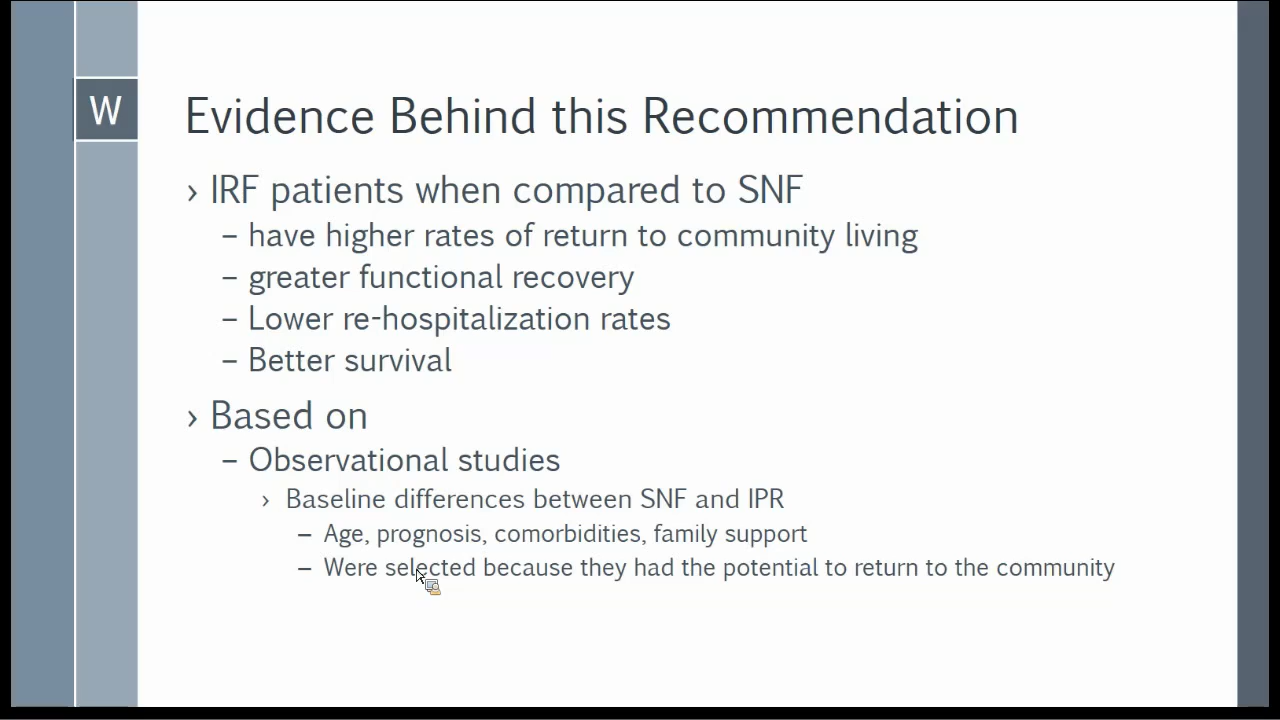 W
Evidence Behind this Recommendation
› IRF patients when compared to SNF
– have higher rates of return to community living
– greater functional recovery
– Lower re-hospitalization rates
– Better survival
› Based on
– Observational studies
› Baseline differences between SNF and IPR
– Age, prognosis, comorbidities, family support
– Were selected because they had the potential to return to the community